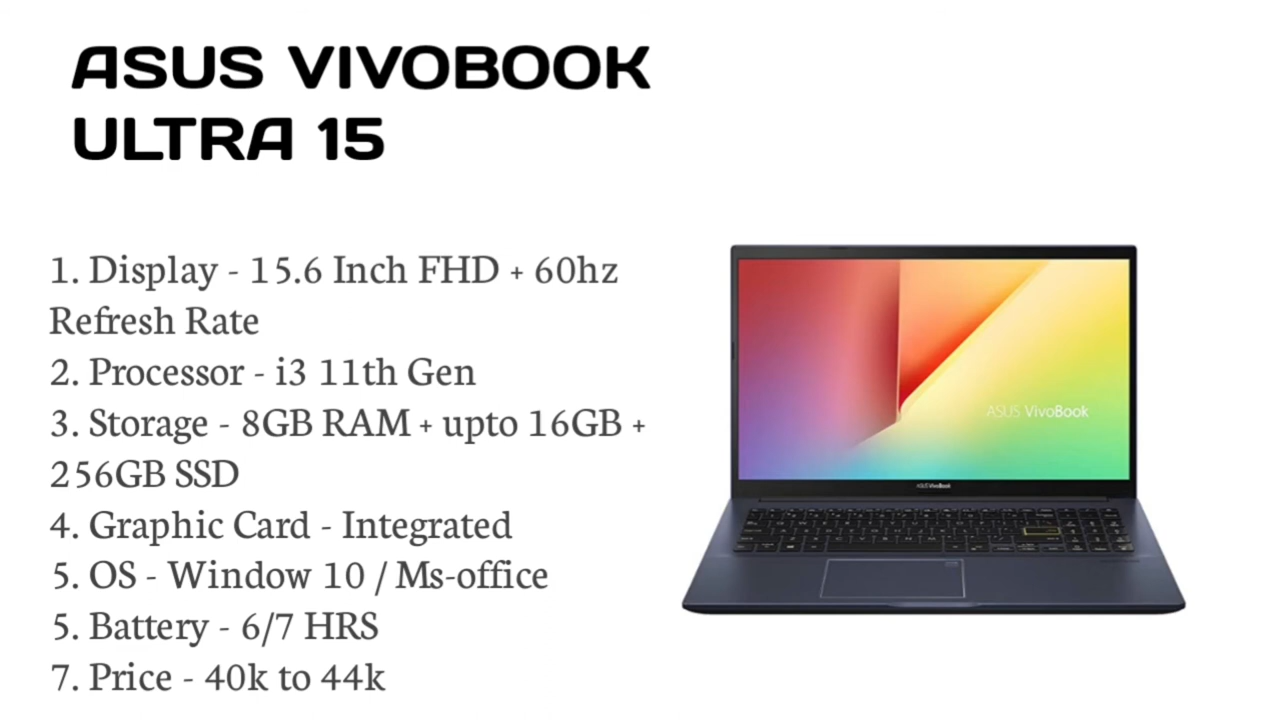 ASUS VIVOBOOK
ULTRA 15
1. Display - 15.6 Inch FHD + 60hz
Refresh Rate
2. Processor - i3 11th Gen
3. Storage - 8GB RAM + upto 16GB +
256GB SSD
4. Graphic Card - Integrated
5. OS - Window 10 / Ms-office
5. Battery - 6/7 HRS
7. Price - 40k to 44k
ASUS VivoBook
ASUS VivoBook